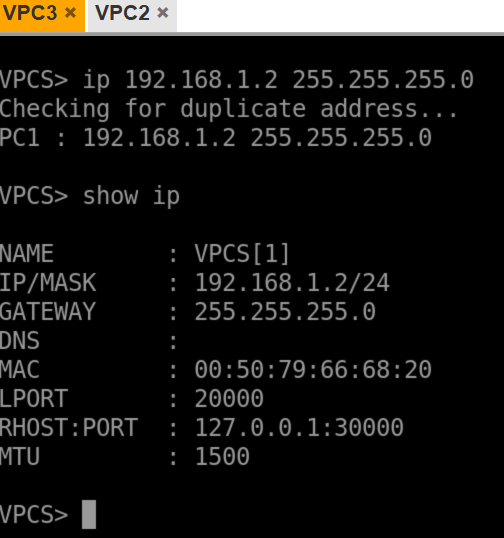 VPC3 × VPC2 ×
VPCS> ip 192.168.1.2 255.255.255.0
Checking for duplicate address...
PC1 : 192.168.1.2 255.255.255.0
VPCS> show ip
NAME        : VPCS[1]
IP/MASK     : 192.168.1.2/24
GATEWAY     : 255.255.255.0
DNS         :
MAC         : 00:50:79:66:68:20
LPORT       : 20000
RHOST:PORT  : 127.0.0.1:30000
MTU         : 1500
VPCS>